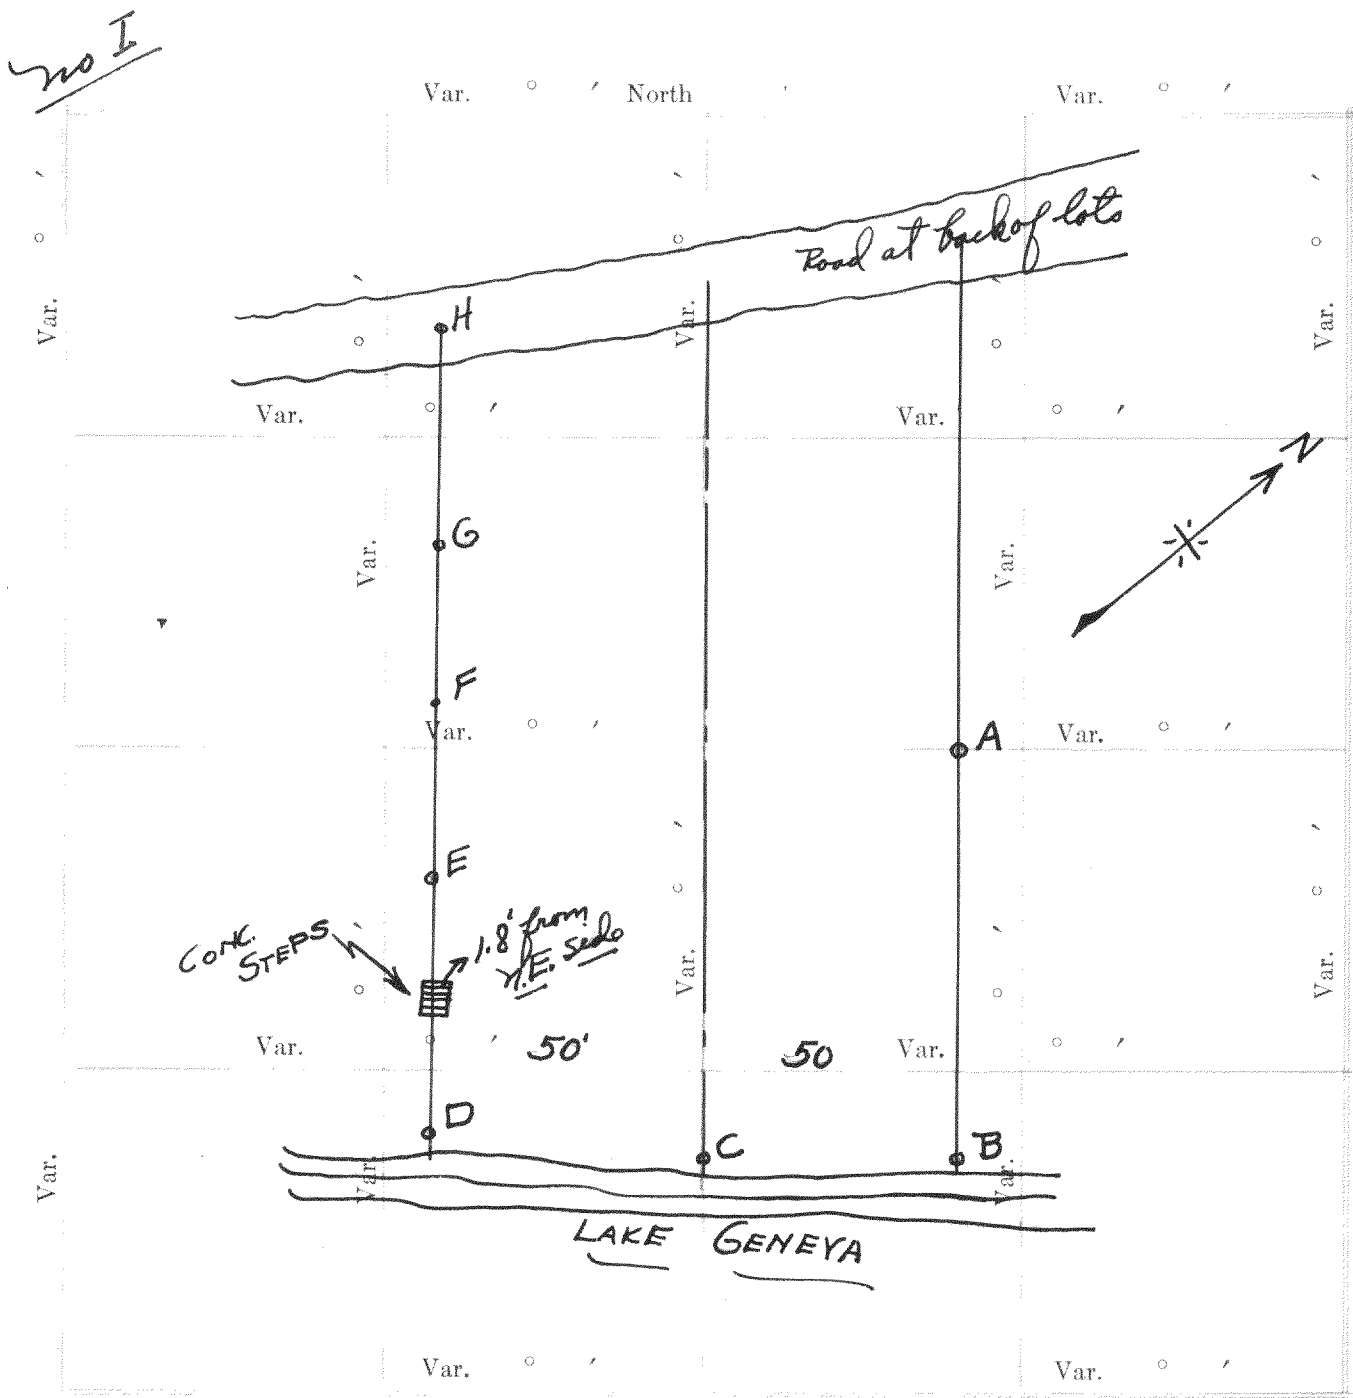 no I
Var. ° ′ North ′ Var. ° ′
Road at back of lots
Var. ° ′
Var. ° ′
Var. ° ′
Var. ° ′
H
Var. ° ′ Var. ° ′
N
G
Var. ° ′
Var. ° ′
F
A
Var. ° ′ Var. ° ′
E
CONC.
STEPS
1.8' from
N.E. side
Var. ° ′
Var. ° ′
Var. ° ′ 50' 50 Var. ° ′
D
C
B
Var.
Var.
Var.
LAKE GENEVA
Var. ° ′ Var. ° ′